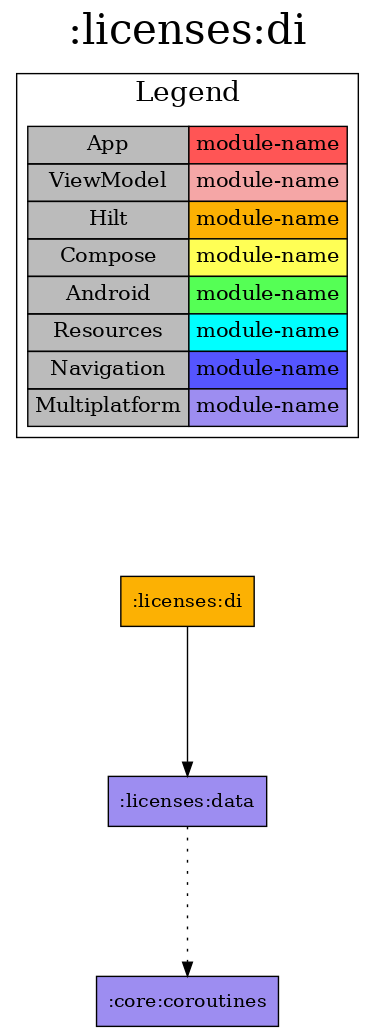 :licenses:di
Legend
App module-name
ViewModel module-name
Hilt module-name
Compose module-name
Android module-name
Resources module-name
Navigation module-name
Multiplatform module-name
:licenses:di
:licenses:data
:core:coroutines